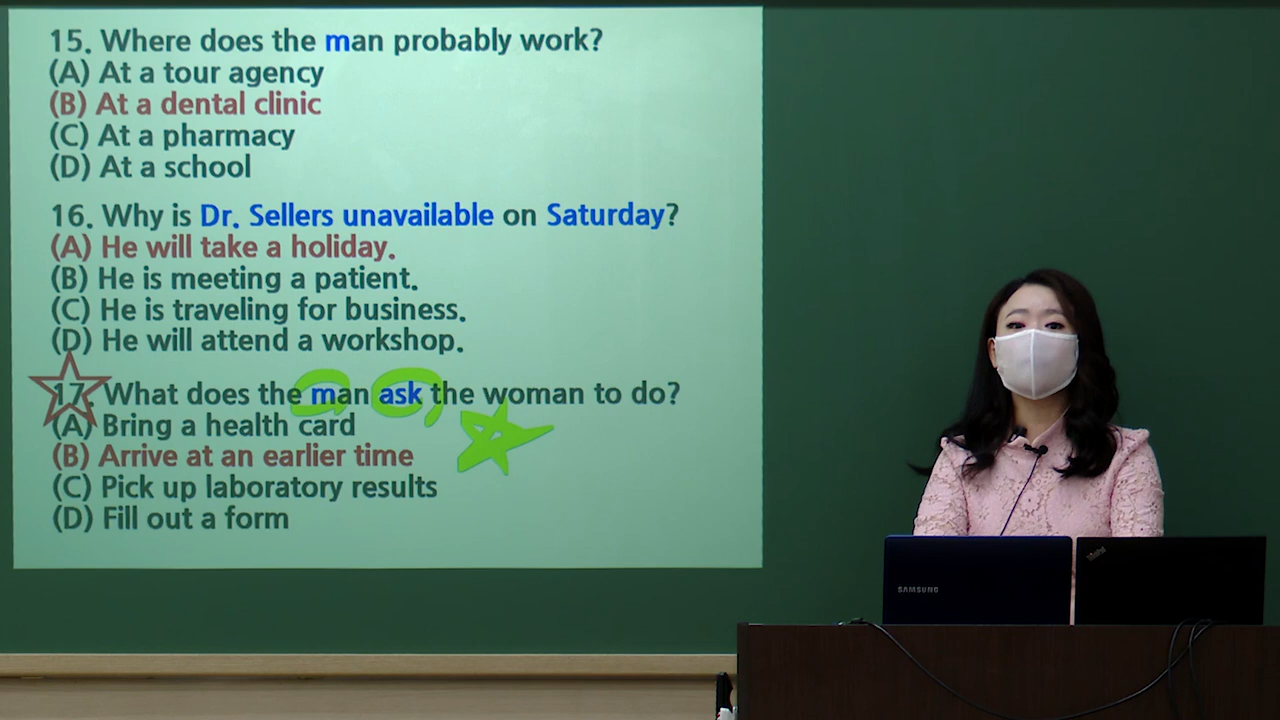 15. Where does the man probably work?
(A) At a tour agency
(B) At a dental clinic
(C) At a pharmacy
(D) At a school
16. Why is Dr. Sellers unavailable on Saturday?
(A) He will take a holiday.
(B) He is meeting a patient.
(C) He is traveling for business.
(D) He will attend a workshop.
17. What does the man ask the woman to do?
(A) Bring a health card
(B) Arrive at an earlier time
(C) Pick up laboratory results
(D) Fill out a form
SAMSUNG